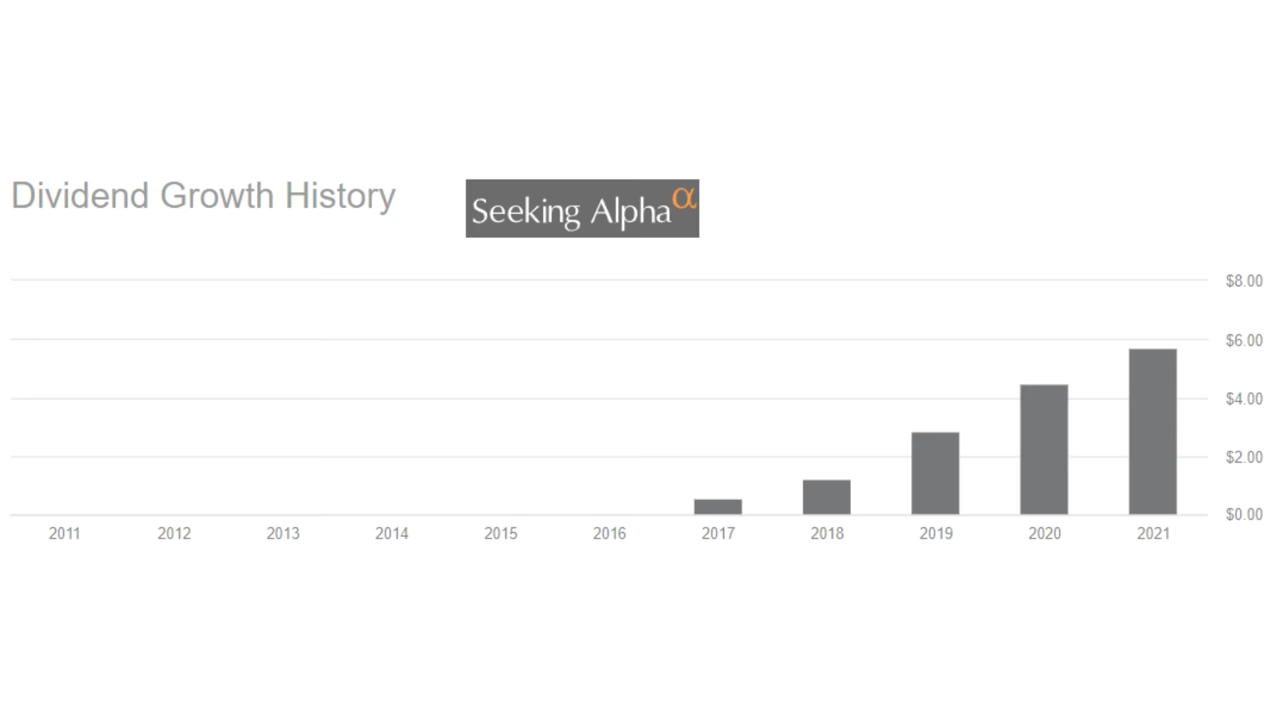 Dividend Growth History
Seeking Alpha α
$8.00
$6.00
$4.00
$2.00
$0.00
2011 2012 2013 2014 2015 2016 2017 2018 2019 2020 2021